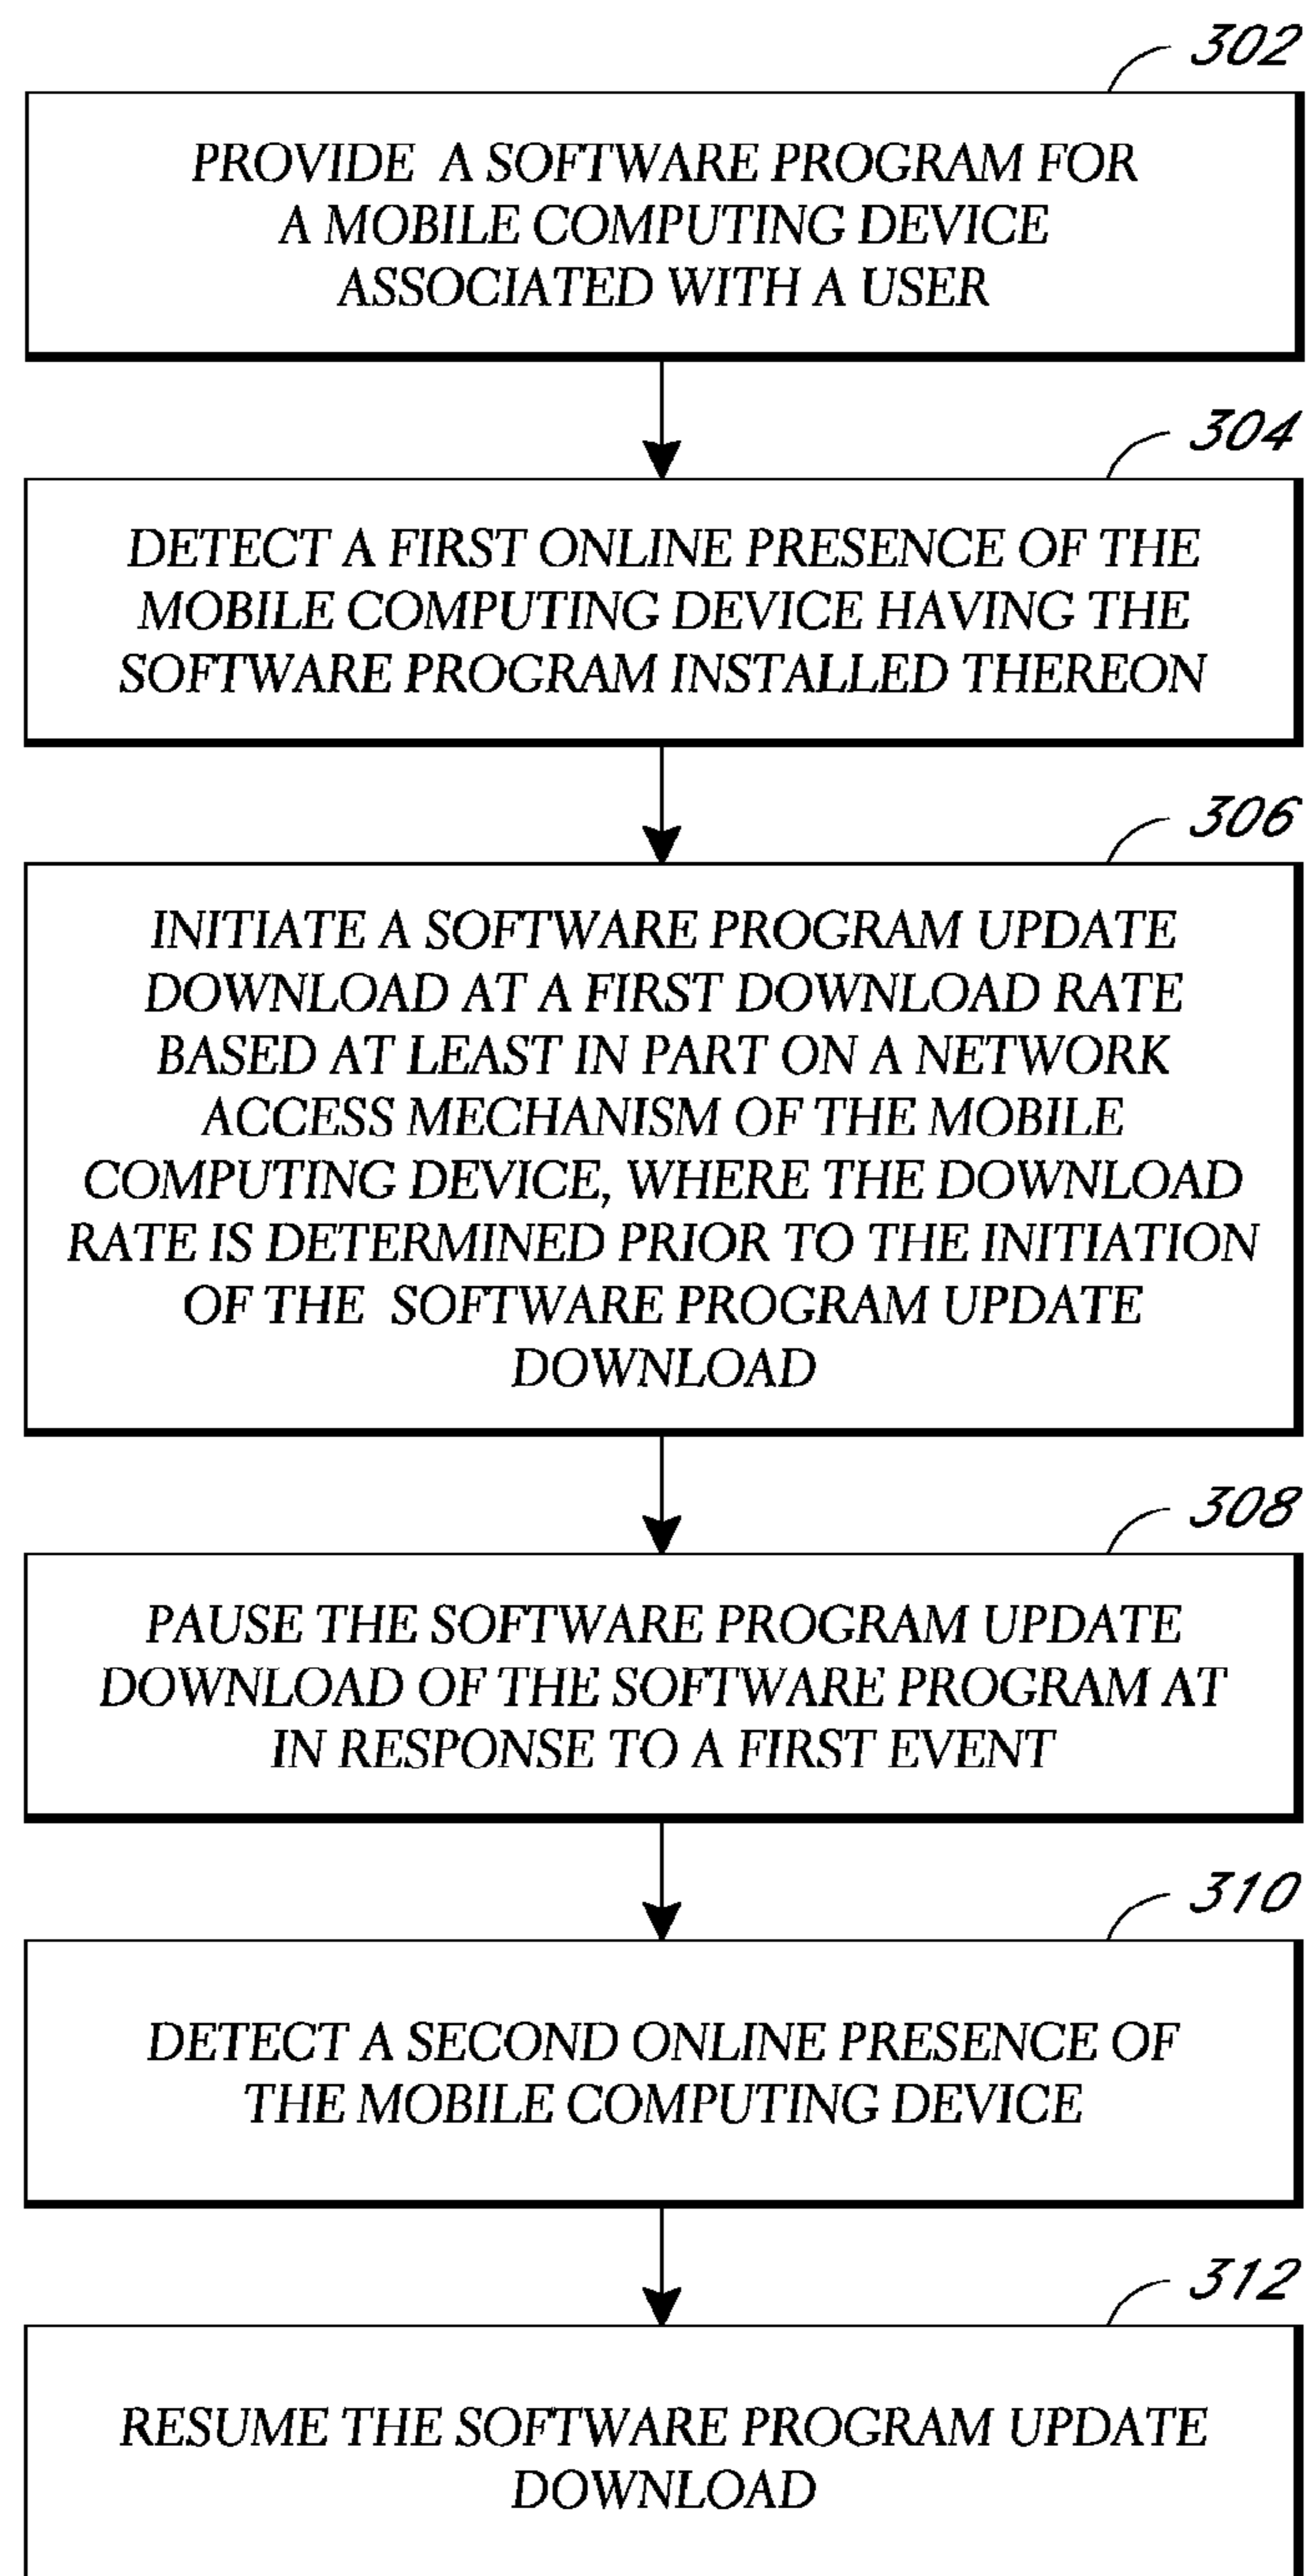 302
PROVIDE A SOFTWARE PROGRAM FOR
A MOBILE COMPUTING DEVICE
ASSOCIATED WITH A USER
304
DETECT A FIRST ONLINE PRESENCE OF THE
MOBILE COMPUTING DEVICE HAVING THE
SOFTWARE PROGRAM INSTALLED THEREON
306
INITIATE A SOFTWARE PROGRAM UPDATE
DOWNLOAD AT A FIRST DOWNLOAD RATE
BASED AT LEAST IN PART ON A NETWORK
ACCESS MECHANISM OF THE MOBILE
COMPUTING DEVICE, WHERE THE DOWNLOAD
RATE IS DETERMINED PRIOR TO THE INITIATION
OF THE SOFTWARE PROGRAM UPDATE
DOWNLOAD
308
PAUSE THE SOFTWARE PROGRAM UPDATE
DOWNLOAD OF THE SOFTWARE PROGRAM AT
IN RESPONSE TO A FIRST EVENT
310
DETECT A SECOND ONLINE PRESENCE OF
THE MOBILE COMPUTING DEVICE
312
RESUME THE SOFTWARE PROGRAM UPDATE
DOWNLOAD